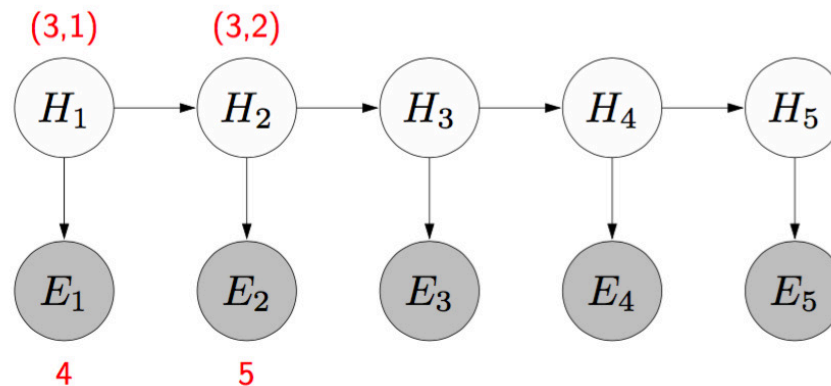 (3,1) (3,2)
H₁ H₂ H₃ H₄ H₅
E₁ E₂ E₃ E₄ E₅
4 5